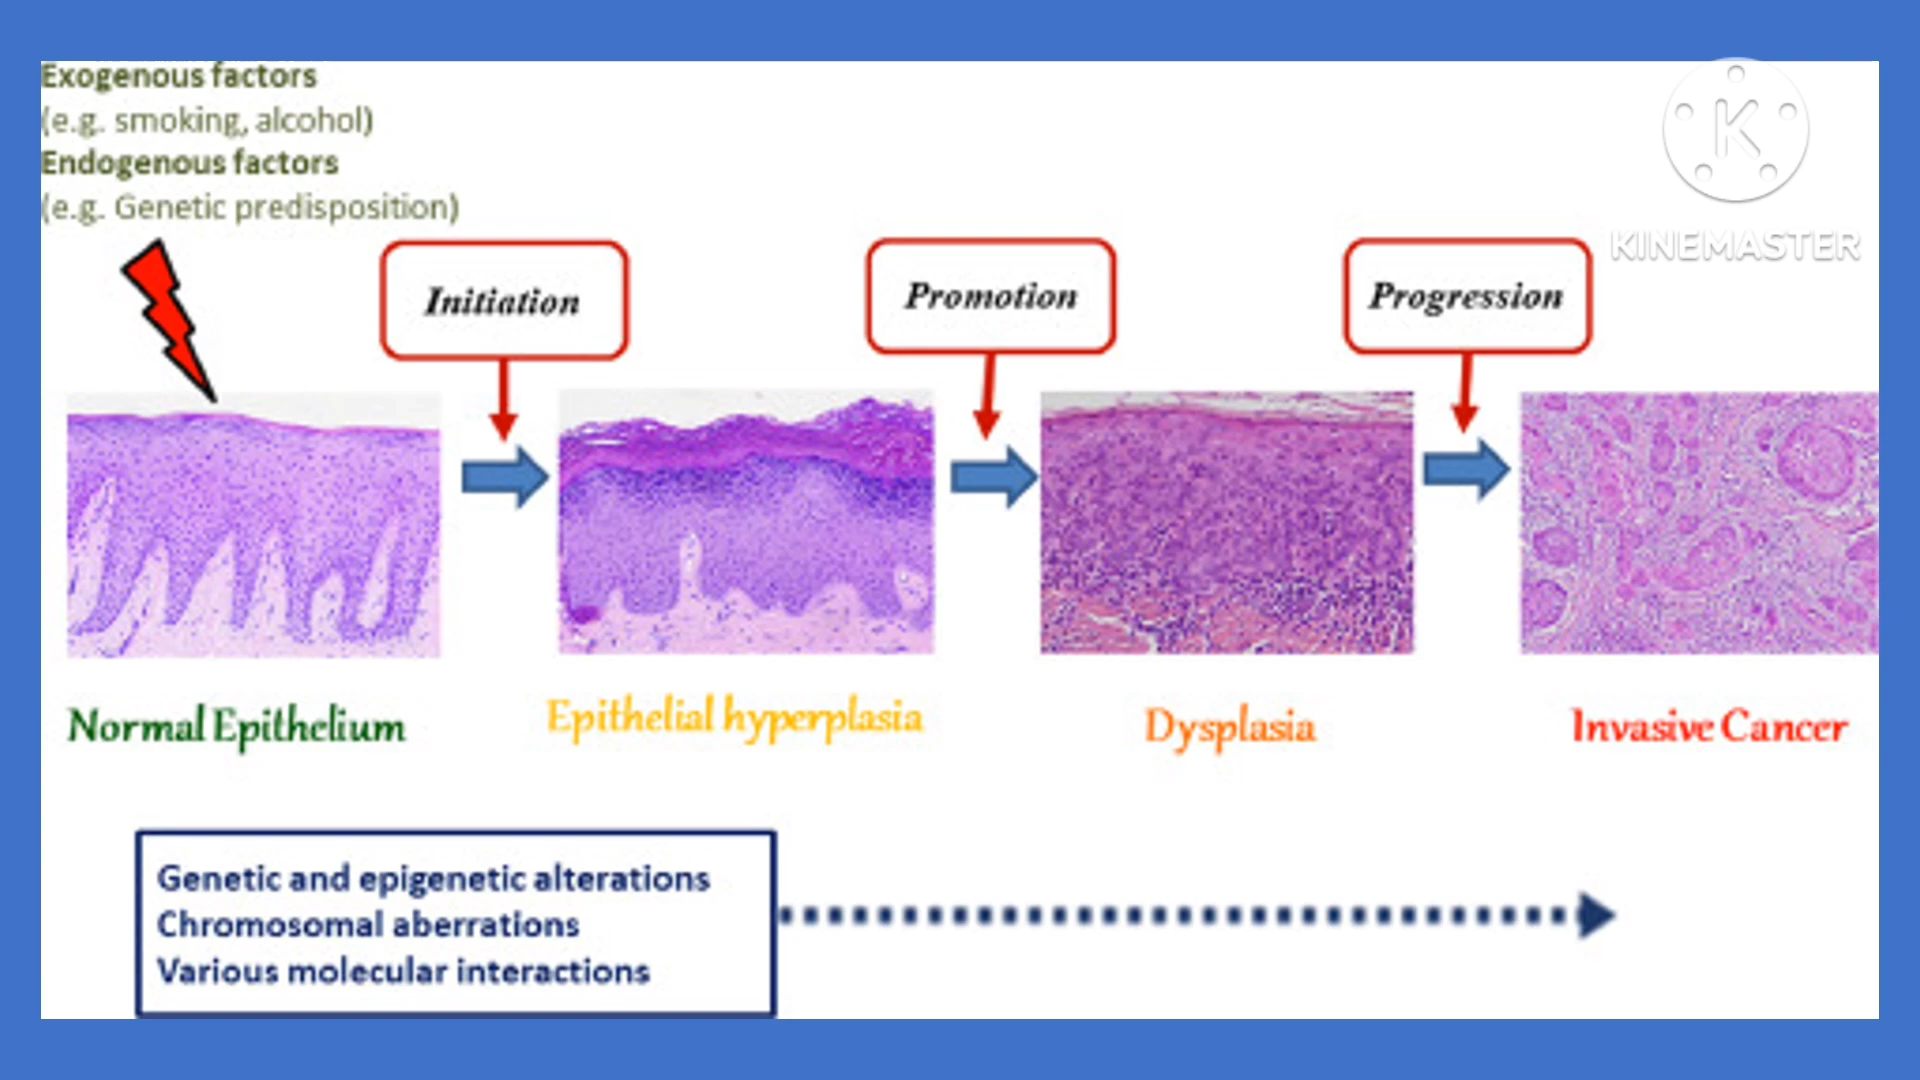 Exogenous factors
(e.g. smoking, alcohol)
Endogenous factors
(e.g. Genetic predisposition)
K
KINEMASTER
Initiation
Promotion
Progression
Normal Epithelium
Epithelial hyperplasia
Dysplasia
Invasive Cancer
Genetic and epigenetic alterations
Chromosomal aberrations
Various molecular interactions